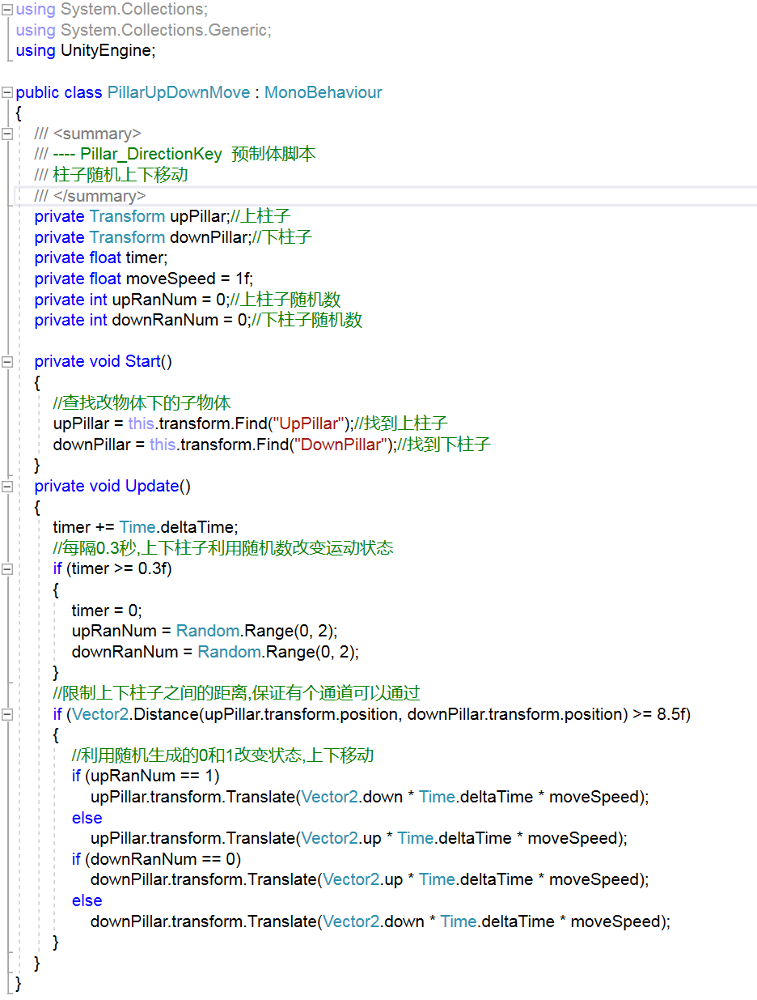 using System.Collections;
using System.Collections.Generic;
using UnityEngine;
public class PillarUpDownMove : MonoBehaviour
{
/// <summary>
/// ---- Pillar_DirectionKey  预制体脚本
/// 柱子随机上下移动
/// </summary>
private Transform upPillar;//上柱子
private Transform downPillar;//下柱子
private float timer;
private float moveSpeed = 1f;
private int upRanNum = 0;//上柱子随机数
private int downRanNum = 0;//下柱子随机数
private void Start()
{
//查找改物体下的子物体
upPillar = this.transform.Find("UpPillar");//找到上柱子
downPillar = this.transform.Find("DownPillar");//找到下柱子
}
private void Update()
{
timer += Time.deltaTime;
//每隔0.3秒,上下柱子利用随机数改变运动状态
if (timer >= 0.3f)
{
timer = 0;
upRanNum = Random.Range(0, 2);
downRanNum = Random.Range(0, 2);
}
//限制上下柱子之间的距离,保证有个通道可以通过
if (Vector2.Distance(upPillar.transform.position, downPillar.transform.position) >= 8.5f)
{
//利用随机生成的0和1改变状态,上下移动
if (upRanNum == 1)
upPillar.transform.Translate(Vector2.down * Time.deltaTime * moveSpeed);
else
upPillar.transform.Translate(Vector2.up * Time.deltaTime * moveSpeed);
if (downRanNum == 0)
downPillar.transform.Translate(Vector2.up * Time.deltaTime * moveSpeed);
else
downPillar.transform.Translate(Vector2.down * Time.deltaTime * moveSpeed);
}
}
}